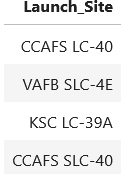 Launch_Site
CCAFS LC-40
VAFB SLC-4E
KSC LC-39A
CCAFS SLC-40